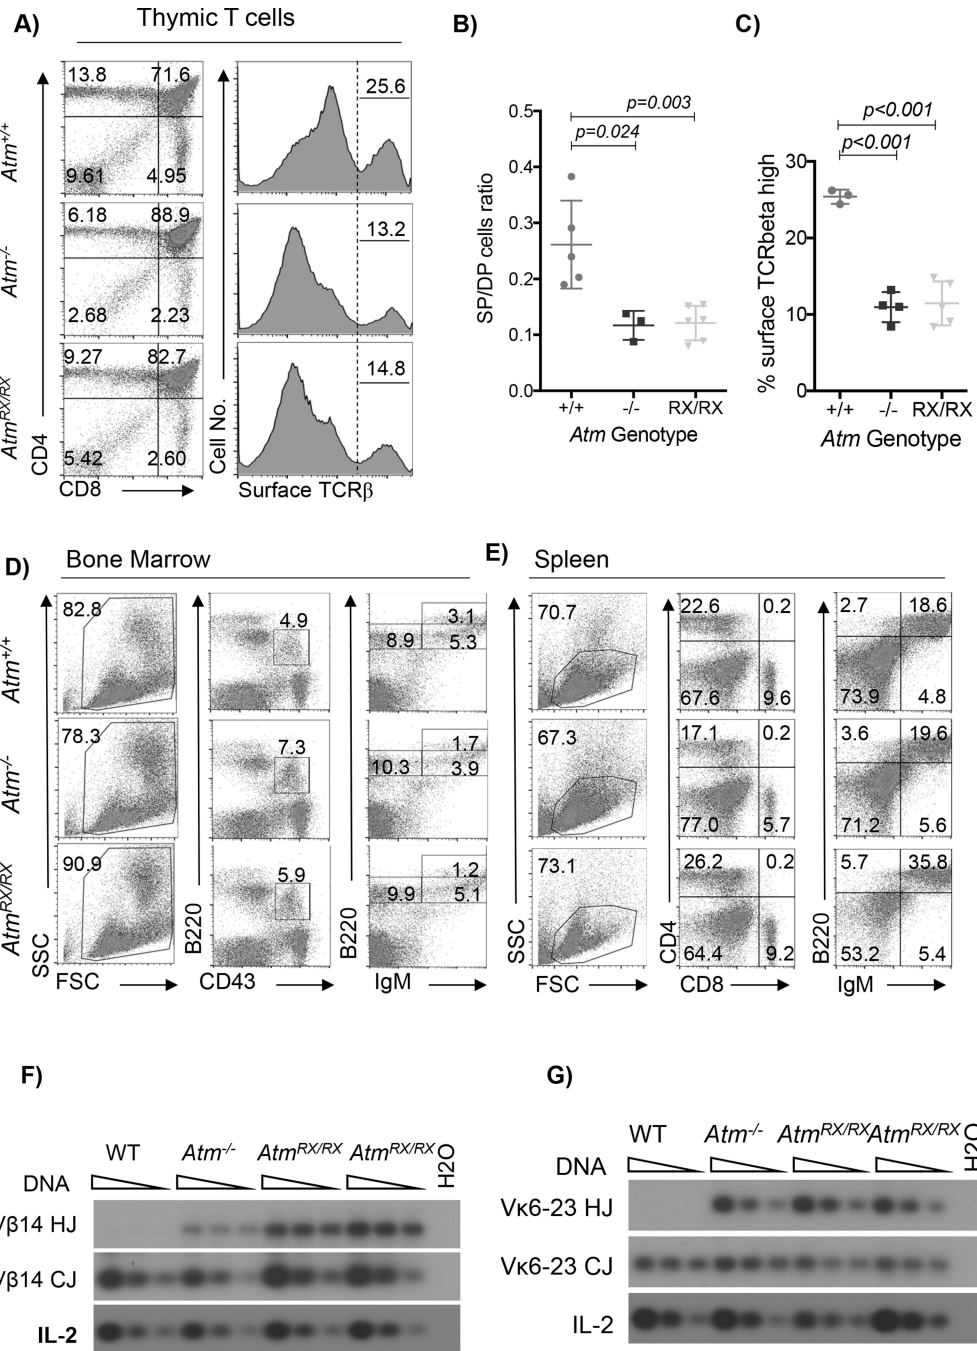 A)
Thymic T cells
Atm+/+
13.8
71.6
9.61
4.95
25.6
Atm-/-
6.18
88.9
2.68
2.23
13.2
AtmRX/RX
9.27
82.7
5.42
2.60
14.8
CD4
CD8
Cell No.
Surface TCRβ
B)
p=0.003
p=0.024
SP/DP cells ratio
0.5
0.4
0.3
0.2
0.1
0.0
+/+
-/-
RX/RX
Atm Genotype
C)
p<0.001
p<0.001
% surface TCRbeta high
30
20
10
0
+/+
-/-
RX/RX
Atm Genotype
D)
Bone Marrow
Atm+/+
82.8
4.9
3.1
8.9
5.3
Atm-/-
78.3
7.3
1.7
10.3
3.9
AtmRX/RX
90.9
5.9
1.2
9.9
5.1
SSC
FSC
B220
CD43
B220
IgM
E)
Spleen
70.7
22.6
0.2
67.6
9.6
2.7
18.6
73.9
4.8
67.3
17.1
0.2
77.0
5.7
3.6
19.6
71.2
5.6
73.1
26.2
0.2
64.4
9.2
5.7
35.8
53.2
5.4
SSC
FSC
CD4
CD8
B220
IgM
F)
WT
Atm-/-
AtmRX/RX
AtmRX/RX
H2O
DNA
Vβ14 HJ
Vβ14 CJ
IL-2
G)
WT
Atm-/-
AtmRX/RX
AtmRX/RX
H2O
DNA
Vκ6-23 HJ
Vκ6-23 CJ
IL-2